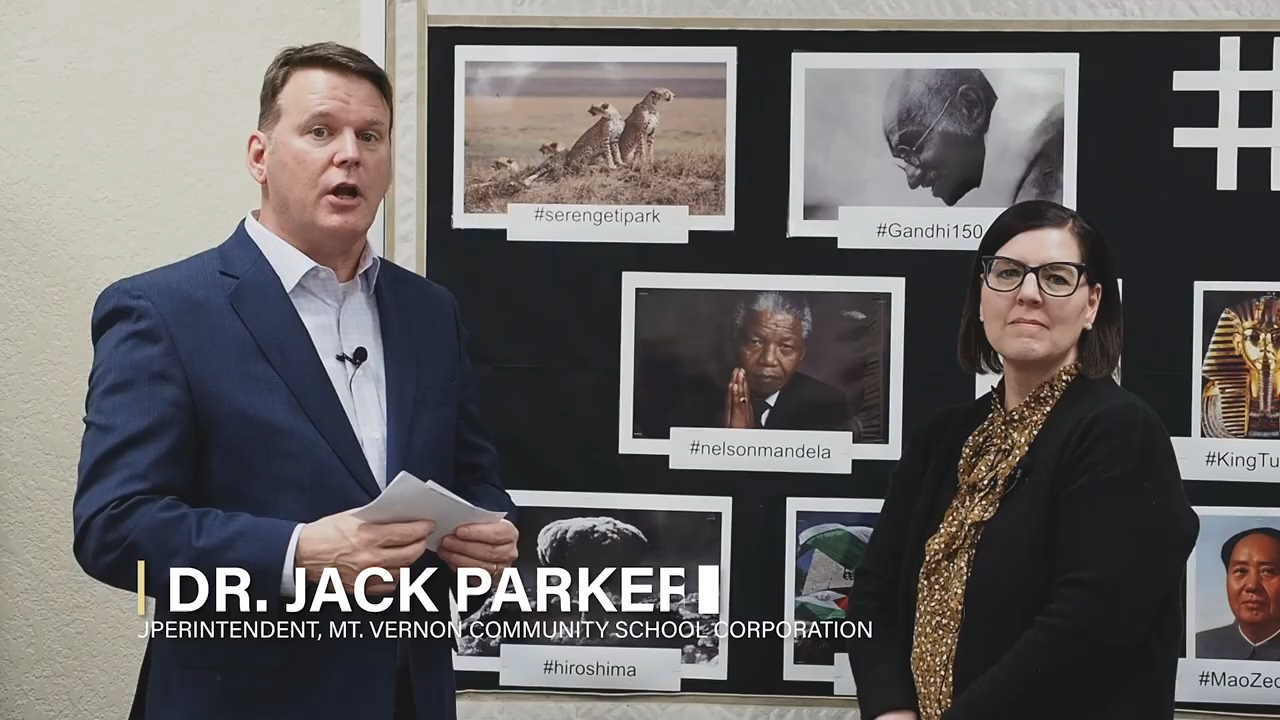 #
#serengetipark
#Gandhi150
#nelsonmandela
#KingTu
#hiroshima
#MaoZed
DR. JACK PARKER
JPERINTENDENT, MT. VERNON COMMUNITY SCHOOL CORPORATION